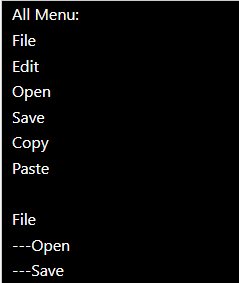 All Menu:
File
Edit
Open
Save
Copy
Paste
File
---Open
---Save